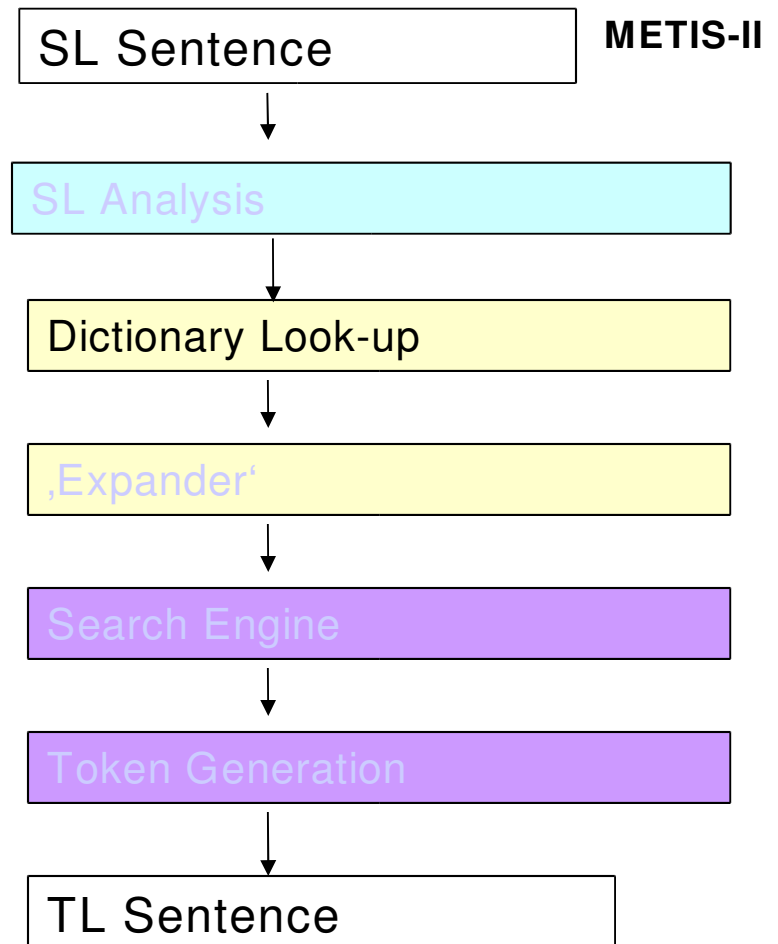 SL Sentence
METIS-II
SL Analysis
Dictionary Look-up
‚Expander‘
Search Engine
Token Generation
TL Sentence